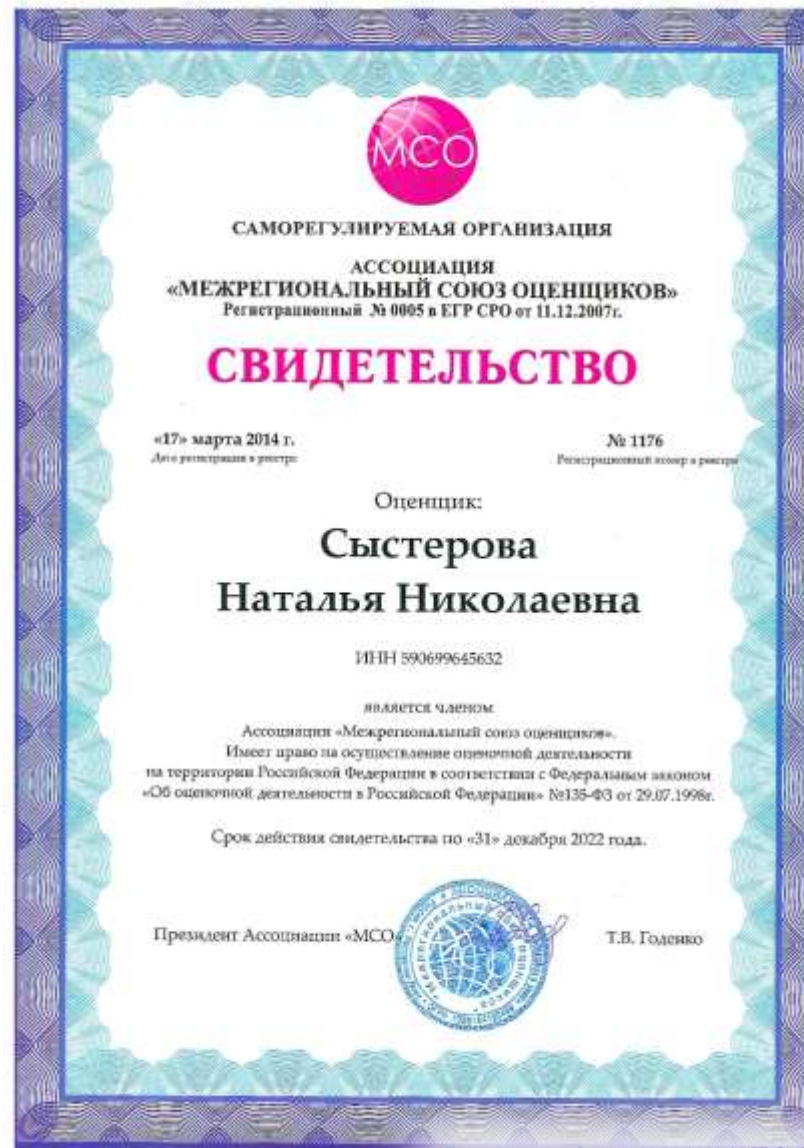 МСО
САМОРЕГУЛИРУЕМАЯ ОРГАНИЗАЦИЯ
АССОЦИАЦИЯ
«МЕЖРЕГИОНАЛЬНЫЙ СОЮЗ ОЦЕНЩИКОВ»
Регистрационный № 0005 в ЕГР СРО от 11.12.2007г.
СВИДЕТЕЛЬСТВО
«17» марта 2014 г. № 1176
Дата регистрации в реестре Регистрационный номер в реестре
Оценщик:
Сыстерова
Наталья Николаевна
ИНН 590699645632
является членом
Ассоциации «Межрегиональный союз оценщиков».
Имеет право на осуществление оценочной деятельности
на территории Российской Федерации в соответствии с Федеральным законом
«Об оценочной деятельности в Российской Федерации» №135-ФЗ от 29.07.1998г.
Срок действия свидетельства по «31» декабря 2022 года.
Президент Ассоциации «МСО» Т.В. Годенко